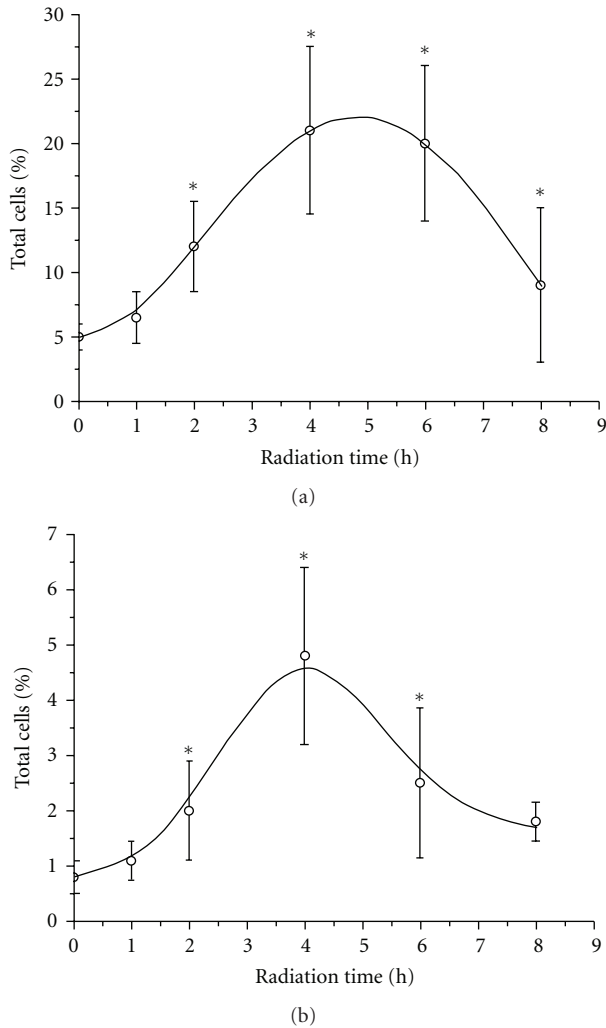 30
25
20
15
10
5
0
Total cells (%)
* * * *
0 1 2 3 4 5 6 7 8 9
Radiation time (h)
(a)
7
6
5
4
3
2
1
0
Total cells (%)
* * *
0 1 2 3 4 5 6 7 8 9
Radiation time (h)
(b)